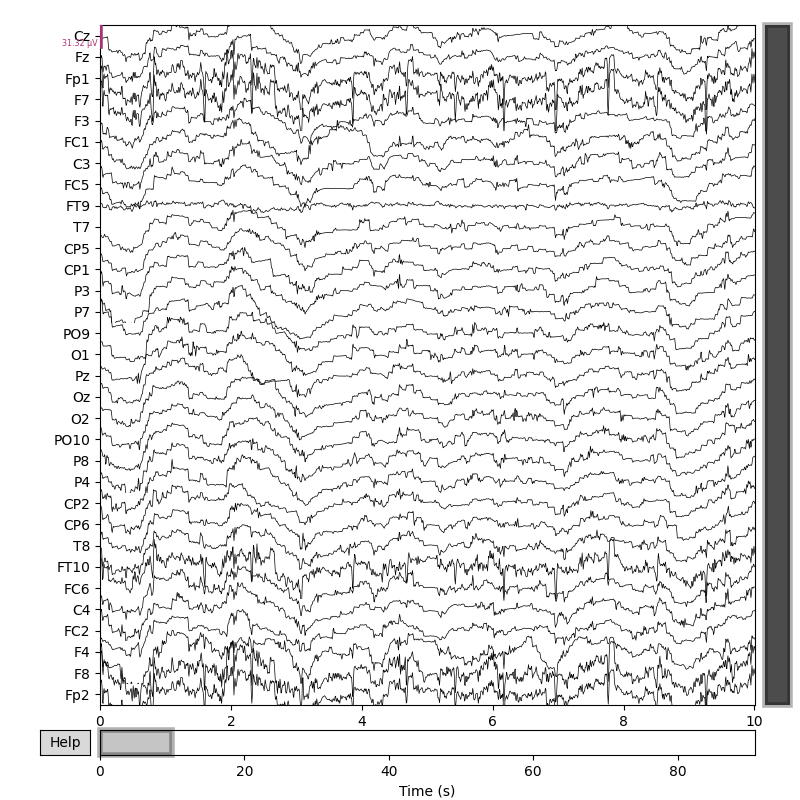 Cz
31.32 µV
Fz
Fp1
F7
F3
FC1
C3
FC5
FT9
T7
CP5
CP1
P3
P7
PO9
O1
Pz
Oz
O2
PO10
P8
P4
CP2
CP6
T8
FT10
FC6
C4
FC2
F4
F8
Fp2
0 2 4 6 8 10
Help
0 20 40 60 80
Time (s)